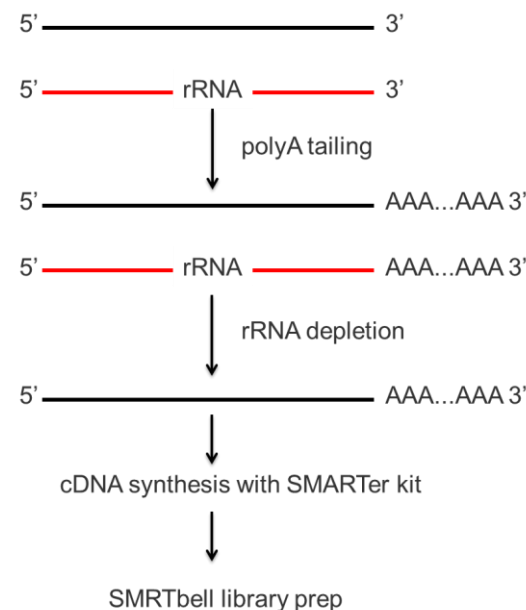 5’ 3’
5’ rRNA 3’
polyA tailing
5’ AAA...AAA 3’
5’ rRNA AAA...AAA 3’
rRNA depletion
5’ AAA...AAA 3’
cDNA synthesis with SMARTer kit
SMRTbell library prep